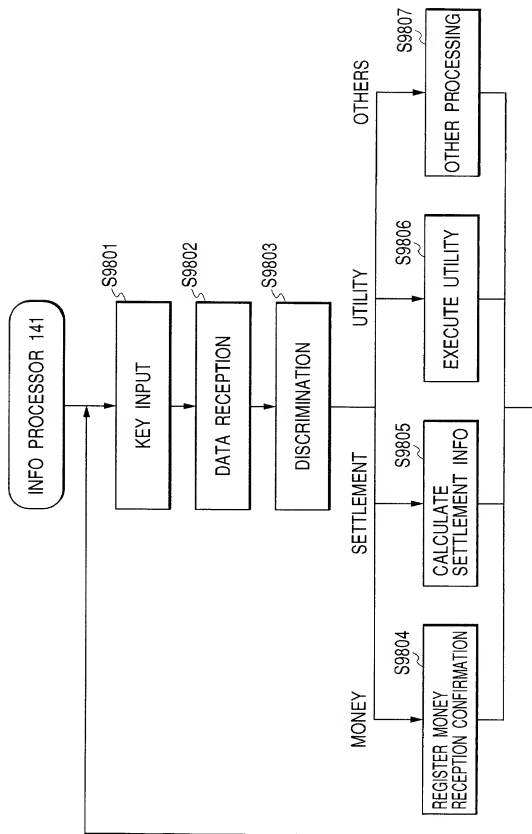 INFO PROCESSOR 141
S9801
KEY INPUT
S9802
DATA RECEPTION
S9803
DISCRIMINATION
MONEY
SETTLEMENT
UTILITY
OTHERS
S9804
REGISTER MONEY
RECEPTION CONFIRMATION
S9805
CALCULATE
SETTLEMENT INFO
S9806
EXECUTE UTILITY
S9807
OTHER PROCESSING